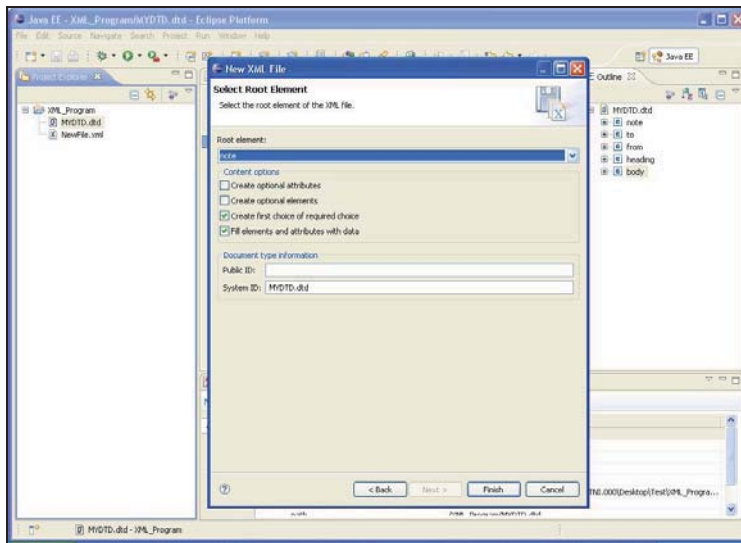 Java EE - XML_Program/MYDTD.dtd - Eclipse Platform
File Edit Source Navigate Search Project Run Window Help
Java EE
Project Explorer
XML_Program
MYDTD.dtd
NewFile.xml
New XML File
Select Root Element
Select the root element of the XML file.
Root element:
note
Content options
Create optional attributes
Create optional elements
Create first choice of required choice
Fill elements and attributes with data
Document type information
Public ID:
System ID: MYDTD.dtd
< Back
Next >
Finish
Cancel
Outline
MYDTD.dtd
note
to
from
heading
body
\Desktop\Test\XML_Progra...
MYDTD.dtd - XML_Program